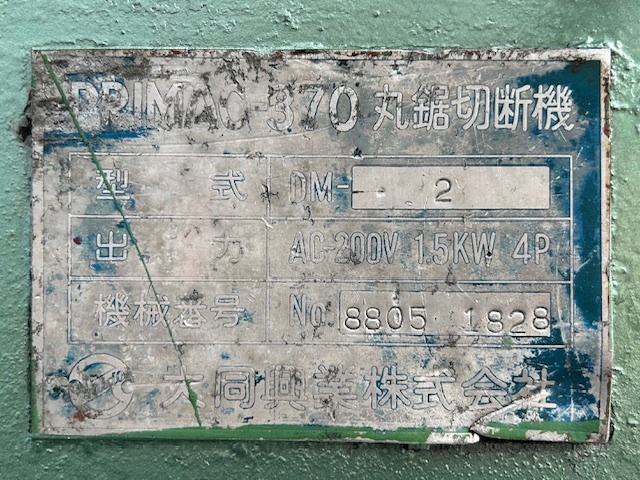 PRIMAC-370 丸鋸切断機
型式 DM- 2
出力 AC-200V 1.5KW 4P
機械番号 No. 8805 1828
大同興業株式会社